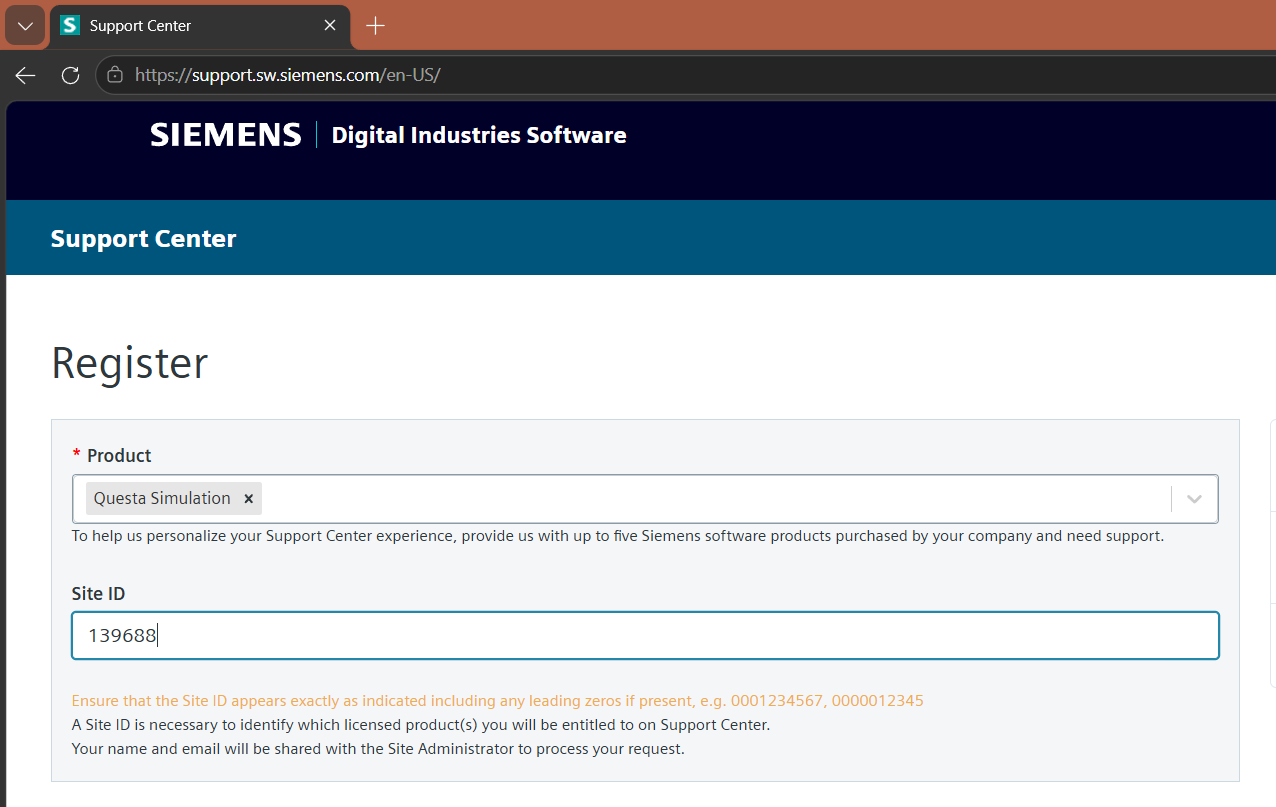 Support Center
https://support.sw.siemens.com/en-US/
SIEMENS | Digital Industries Software
Support Center
Register
* Product
Questa Simulation ×
To help us personalize your Support Center experience, provide us with up to five Siemens software products purchased by your company and need support.
Site ID
139688
Ensure that the Site ID appears exactly as indicated including any leading zeros if present, e.g. 0001234567, 0000012345
A Site ID is necessary to identify which licensed product(s) you will be entitled to on Support Center.
Your name and email will be shared with the Site Administrator to process your request.